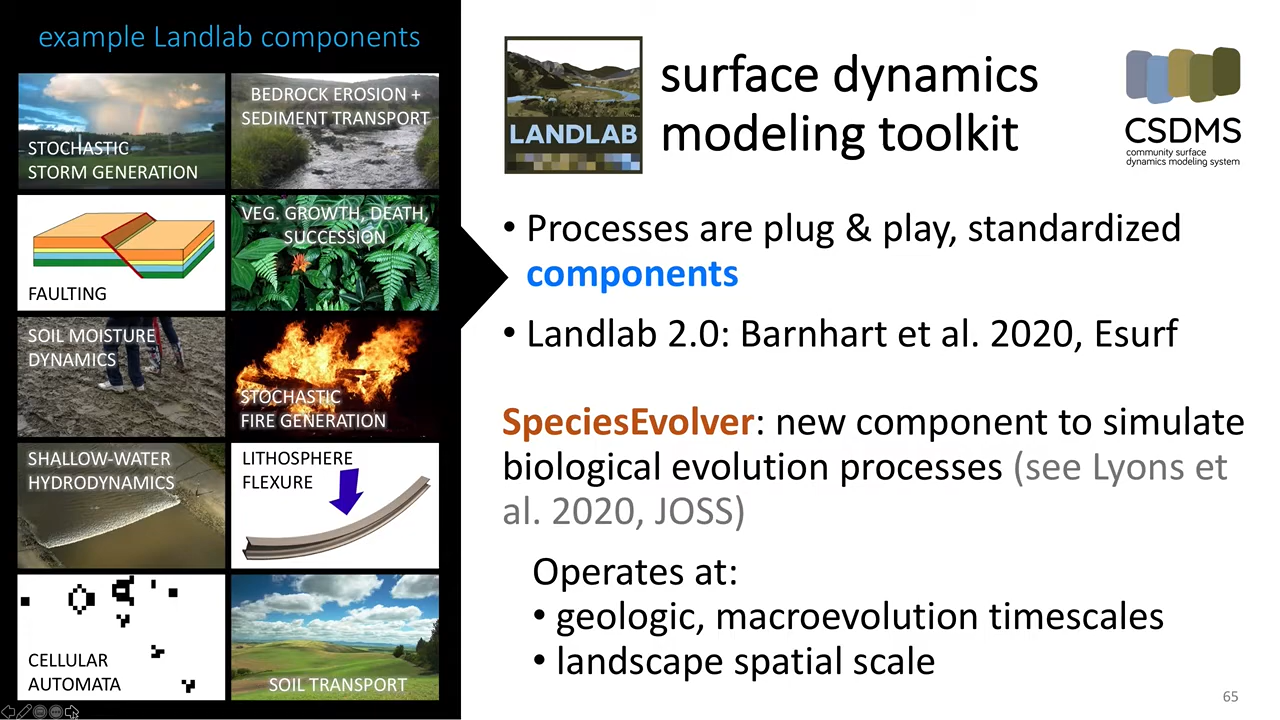 example Landlab components
STOCHASTIC
STORM GENERATION
BEDROCK EROSION +
SEDIMENT TRANSPORT
FAULTING
VEG. GROWTH, DEATH,
SUCCESSION
SOIL MOISTURE
DYNAMICS
STOCHASTIC
FIRE GENERATION
SHALLOW-WATER
HYDRODYNAMICS
LITHOSPHERE
FLEXURE
CELLULAR
AUTOMATA
SOIL TRANSPORT
LANDLAB
surface dynamics
modeling toolkit
CSDMS
community surface
dynamics modeling system
• Processes are plug & play, standardized
components
• Landlab 2.0: Barnhart et al. 2020, Esurf
SpeciesEvolver: new component to simulate
biological evolution processes (see Lyons et
al. 2020, JOSS)
Operates at:
• geologic, macroevolution timescales
• landscape spatial scale
65